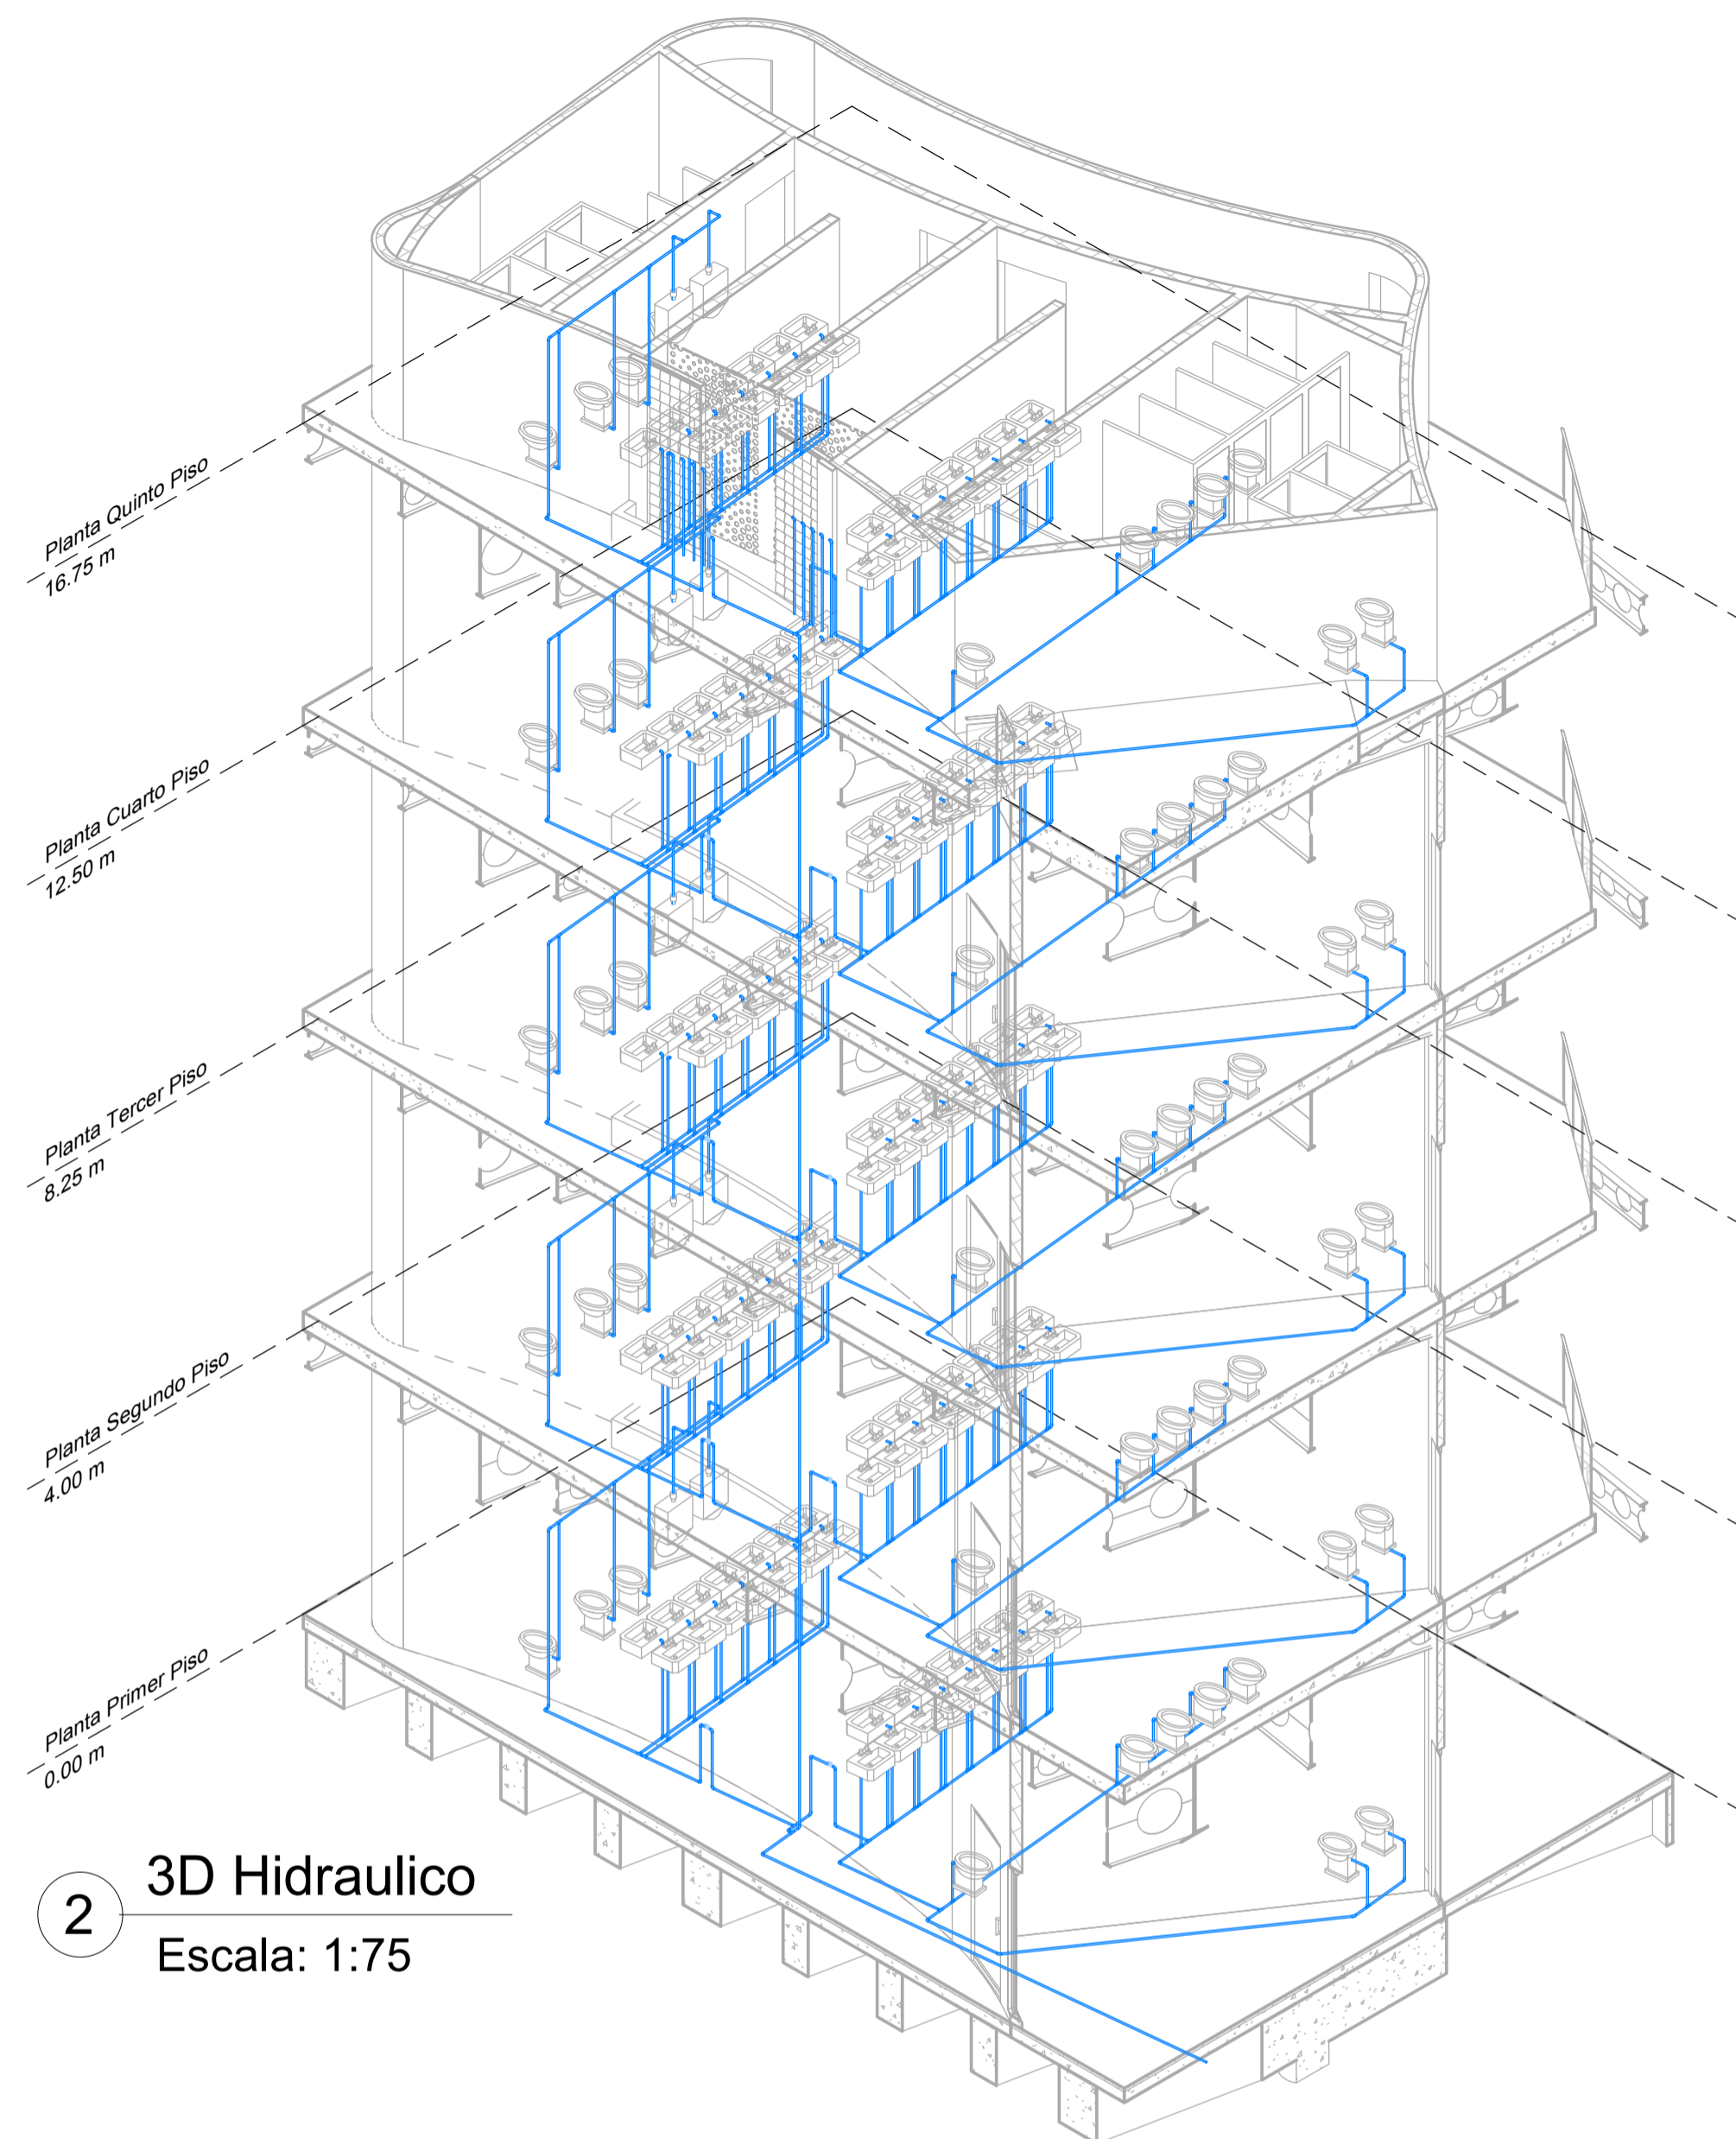 Planta Quinto Piso
16.75 m
Planta Cuarto Piso
12.50 m
Planta Tercer Piso
8.25 m
Planta Segundo Piso
4.00 m
Planta Primer Piso
0.00 m
2
3D Hidraulico
Escala: 1:75